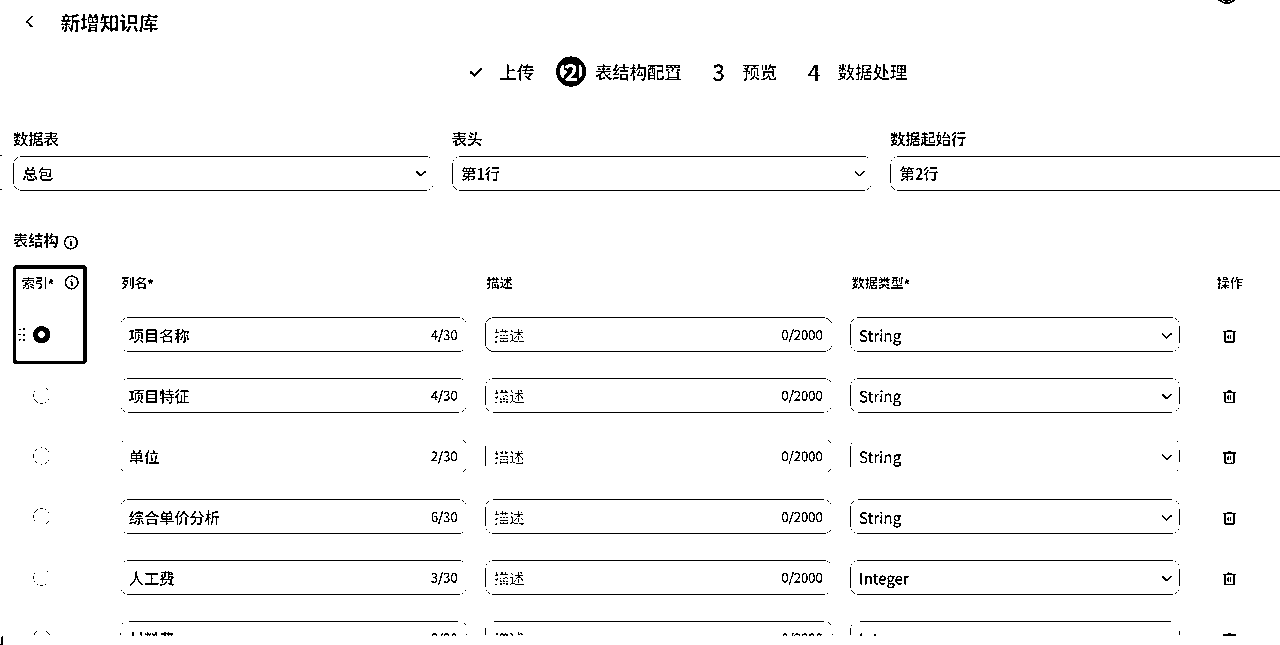 新增知识库
上传 2 表结构配置 3 预览 4 数据处理
数据表 表头 数据起始行
总包 第1行 第2行
表结构
索引* 列名* 描述 数据类型* 操作
项目名称 4/30 描述 0/2000 String
项目特征 4/30 描述 0/2000 String
单位 2/30 描述 0/2000 String
综合单价分析 6/30 描述 0/2000 String
人工费 3/30 描述 0/2000 Integer